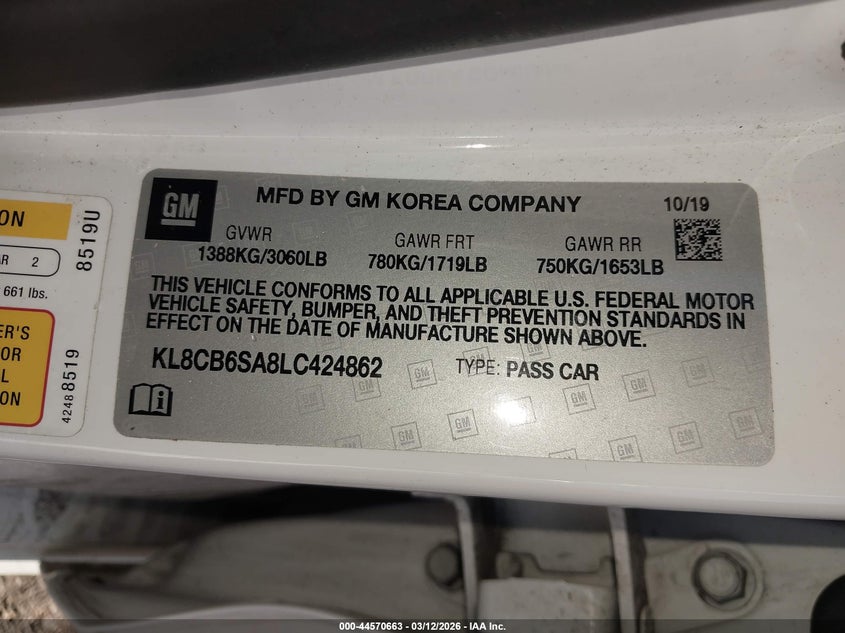 ON
AR 2
661 lbs.
8519U
ER'S
OR
L
ON
42488519
GM
MFD BY GM KOREA COMPANY 10/19
GVWR GAWR FRT GAWR RR
1388KG/3060LB 780KG/1719LB 750KG/1653LB
THIS VEHICLE CONFORMS TO ALL APPLICABLE U.S. FEDERAL MOTOR
VEHICLE SAFETY, BUMPER, AND THEFT PREVENTION STANDARDS IN
EFFECT ON THE DATE OF MANUFACTURE SHOWN ABOVE.
KL8CB6SA8LC424862 TYPE: PASS CAR
000-44570663 - 03/12/2026 - IAA Inc.